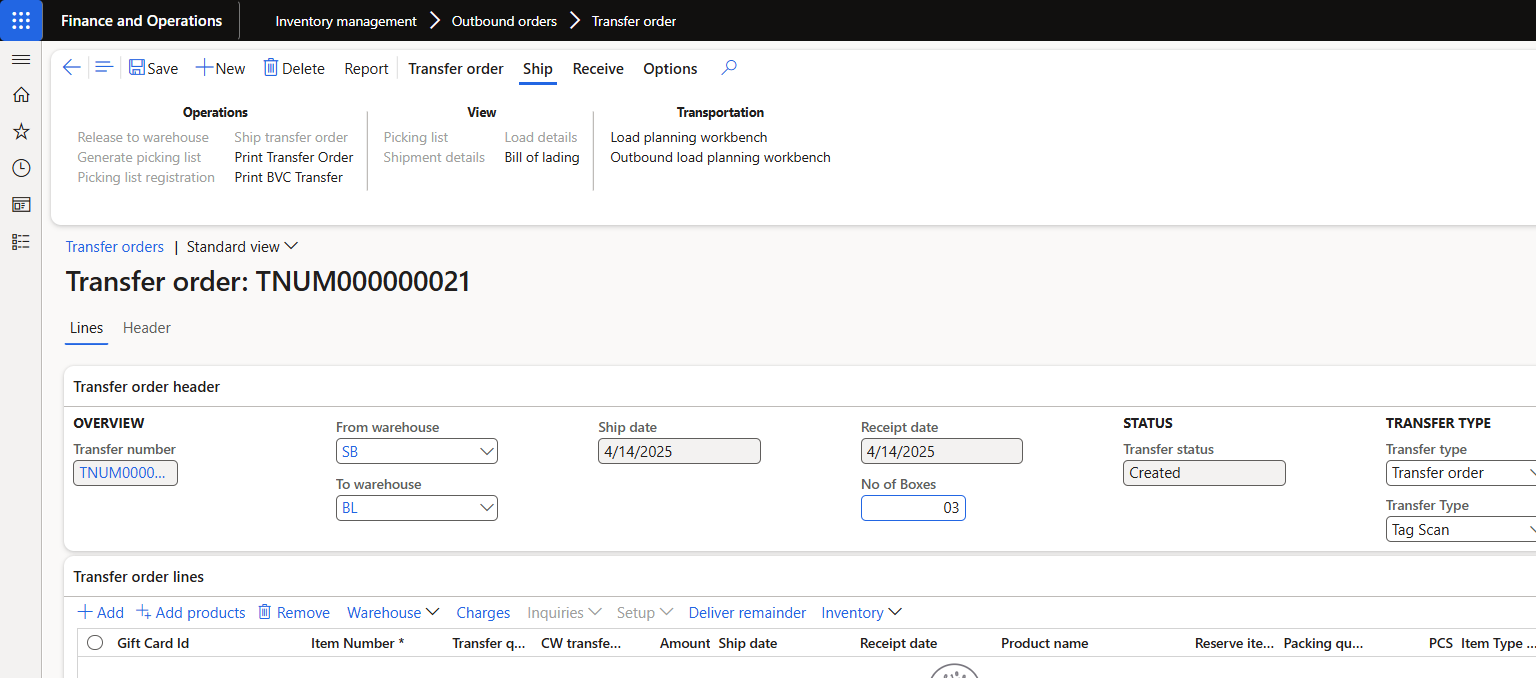 Finance and Operations
Inventory management > Outbound orders > Transfer order
Save New Delete Report Transfer order Ship Receive Options
Operations
Release to warehouse Ship transfer order
Generate picking list Print Transfer Order
Picking list registration Print BVC Transfer
View
Picking list Load details
Shipment details Bill of lading
Transportation
Load planning workbench
Outbound load planning workbench
Transfer orders | Standard view
Transfer order: TNUM000000021
Lines Header
Transfer order header
OVERVIEW
Transfer number
TNUM0000...
From warehouse
SB
To warehouse
BL
Ship date
4/14/2025
Receipt date
4/14/2025
No of Boxes
03
STATUS
Transfer status
Created
TRANSFER TYPE
Transfer type
Transfer order
Transfer Type
Tag Scan
Transfer order lines
Add Add products Remove Warehouse Charges Inquiries Setup Deliver remainder Inventory
Gift Card Id Item Number * Transfer q... CW transfe... Amount Ship date Receipt date Product name Reserve ite... Packing qu... PCS Item Type ...